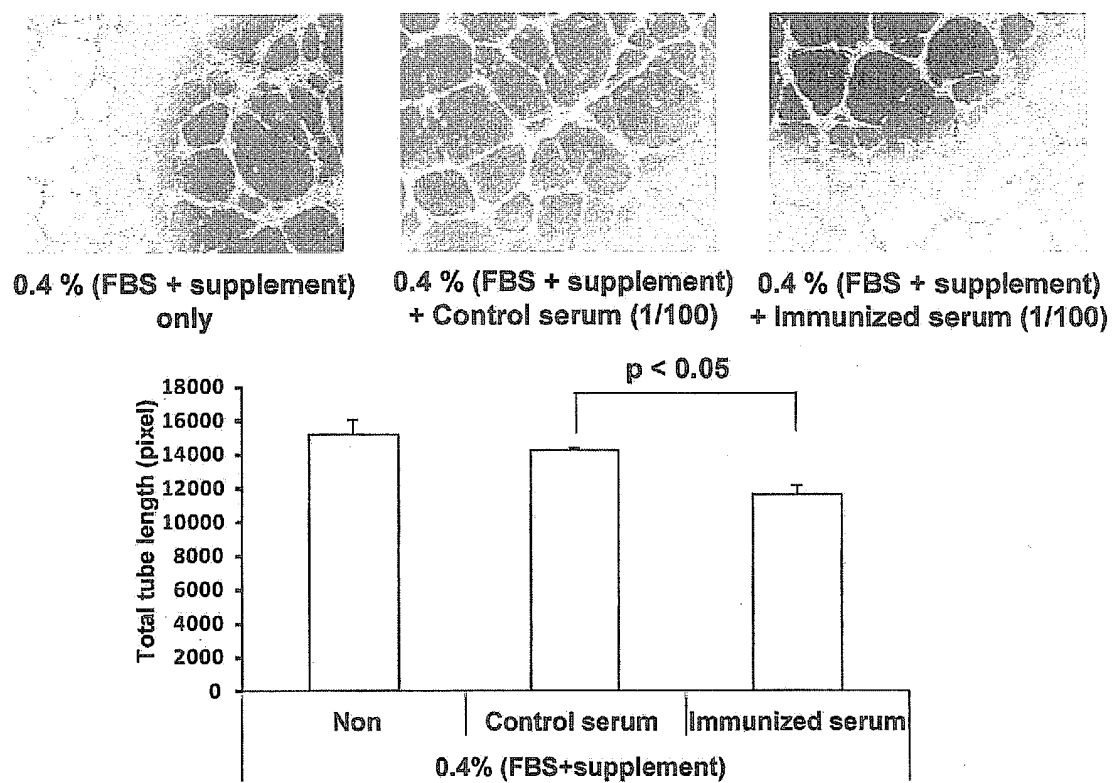 0.4 % (FBS + supplement)
only
0.4 % (FBS + supplement)
+ Control serum (1/100)
0.4 % (FBS + supplement)
+ Immunized serum (1/100)
p < 0.05
Total tube length (pixel)
18000
16000
14000
12000
10000
8000
6000
4000
2000
0
Non
Control serum
Immunized serum
0.4% (FBS+supplement)